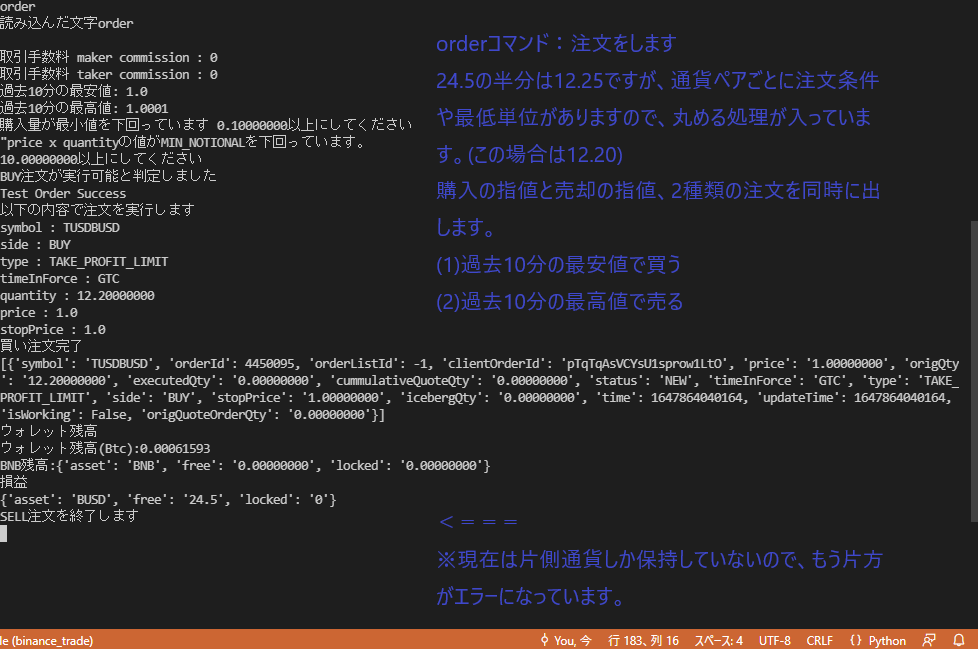 order
読み込んだ文字order
取引手数料 maker commission : 0
取引手数料 taker commission : 0
過去10分の最安値: 1.0
過去10分の最高値: 1.0001
購入量が最小値を下回っています 0.10000000以上にしてください
"price x quantityの値がMIN_NOTIONALを下回っています。
10.00000000以上にしてください
BUY注文が実行可能と判定しました
Test Order Success
以下の内容で注文を実行します
symbol : TUSDBUSD
side : BUY
type : TAKE_PROFIT_LIMIT
timeInForce : GTC
quantity : 12.20000000
price : 1.0
stopPrice : 1.0
買い注文完了
[{'symbol': 'TUSDBUSD', 'orderId': 4450095, 'orderListId': -1, 'clientOrderId': 'pTqTqAsVCYsU1sprow1LtO', 'price': '1.00000000', 'origQty
': '12.20000000', 'executedQty': '0.00000000', 'cummulativeQuoteQty': '0.00000000', 'status': 'NEW', 'timeInForce': 'GTC', 'type': 'TAKE_
PROFIT_LIMIT', 'side': 'BUY', 'stopPrice': '1.00000000', 'icebergQty': '0.00000000', 'time': 1647864040164, 'updateTime': 1647864040164,
'isWorking': False, 'origQuoteOrderQty': '0.00000000'}]
ウォレット残高
ウォレット残高(Btc):0.00061593
BNB残高:{'asset': 'BNB', 'free': '0.00000000', 'locked': '0.00000000'}
損益
{'asset': 'BUSD', 'free': '24.5', 'locked': '0'}
SELL注文を終了します
orderコマンド：注文をします
24.5の半分は12.25ですが、通貨ペアごとに注文条件
や最低単位がありますので、丸める処理が入っていま
す。(この場合は12.20)
購入の指値と売却の指値、2種類の注文を同時に出
します。
(1)過去10分の最安値で買う
(2)過去10分の最高値で売る
＜＝＝＝
※現在は片側通貨しか保持していないので、もう片方
がエラーになっています。
le (binance_trade)
You, 今
行 183、列 16
スペース: 4
UTF-8
CRLF
{} Python